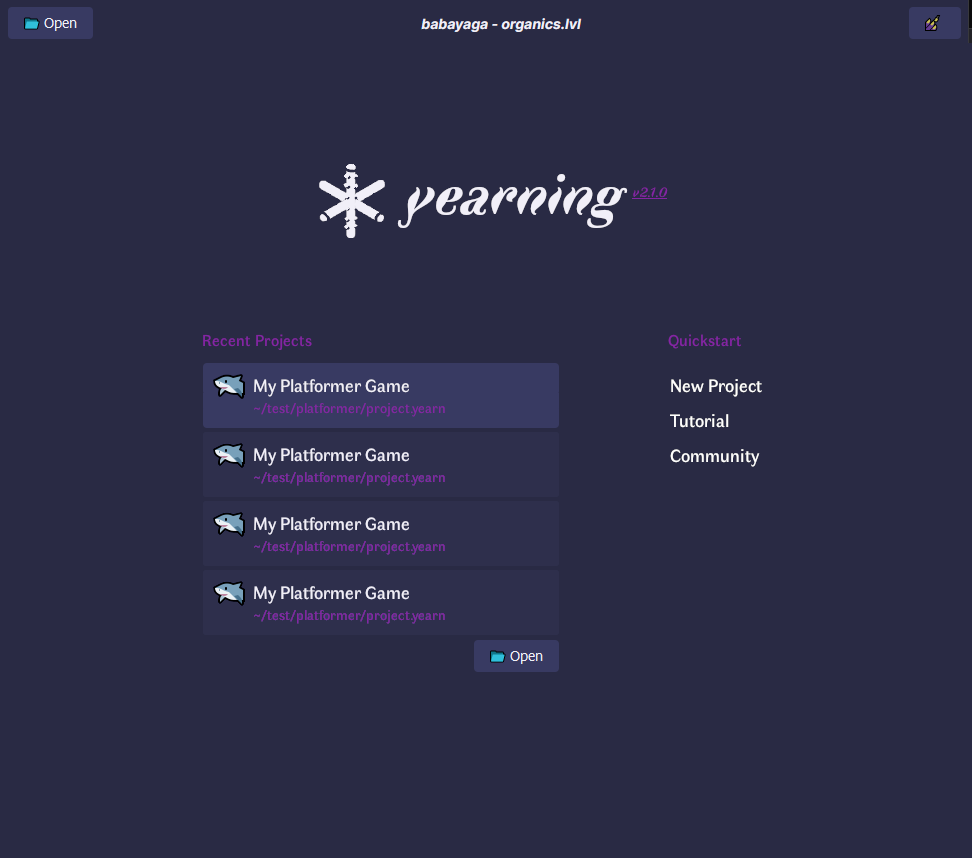 Open
babayaga - organics.lvl
yearning v2.1.0
Recent Projects
My Platformer Game
~/test/platformer/project.yearn
My Platformer Game
~/test/platformer/project.yearn
My Platformer Game
~/test/platformer/project.yearn
My Platformer Game
~/test/platformer/project.yearn
Open
Quickstart
New Project
Tutorial
Community